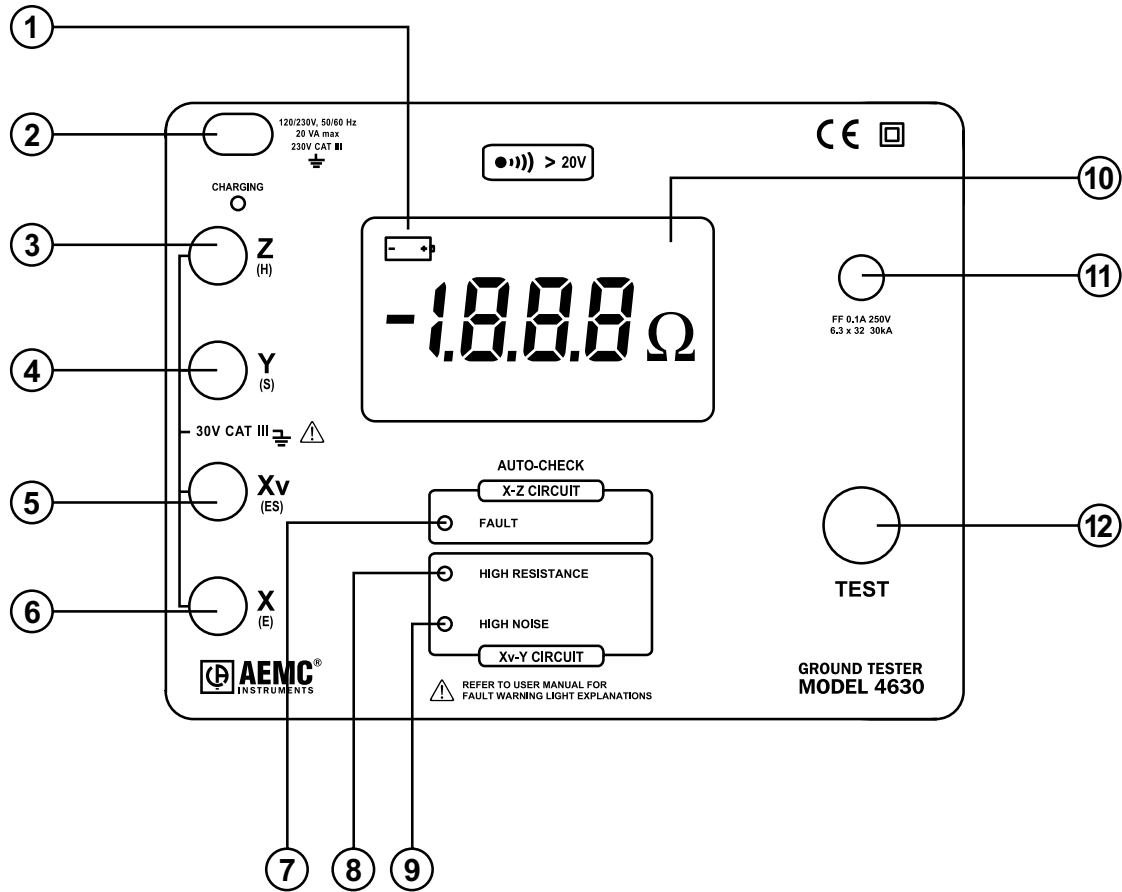 1
2
120/230V, 50/60 Hz
20 VA max
230V CAT III
> 20V
CE
CHARGING
3
Z
(H)
10
- +
-1.8.8.8 Ω
11
FF 0.1A 250V
6.3 x 32 30kA
4
Y
(S)
30V CAT III
5
Xv
(ES)
AUTO-CHECK
X-Z CIRCUIT
FAULT
12
TEST
HIGH RESISTANCE
6
X
(E)
HIGH NOISE
Xv-Y CIRCUIT
AEMC®
INSTRUMENTS
REFER TO USER MANUAL FOR
FAULT WARNING LIGHT EXPLANATIONS
GROUND TESTER
MODEL 4630
7
8
9